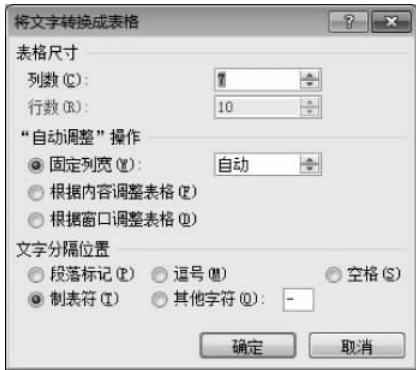 将文字转换成表格
表格尺寸
列数(C):
行数(R): 10
“自动调整”操作
固定列宽(W): 自动
根据内容调整表格(F)
根据窗口调整表格(D)
文字分隔位置
段落标记(P) 逗号(M) 空格(S)
制表符(T) 其他字符(O): -
确定 取消